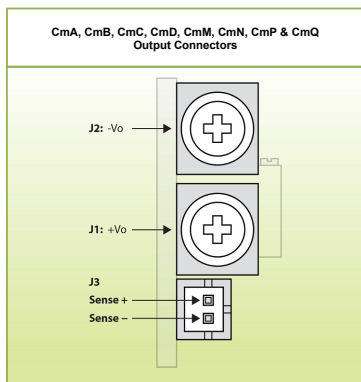 CmA, CmB, CmC, CmD, CmM, CmN, CmP & CmQ
Output Connectors
J2: -Vo
J1: +Vo
J3
Sense +
Sense –